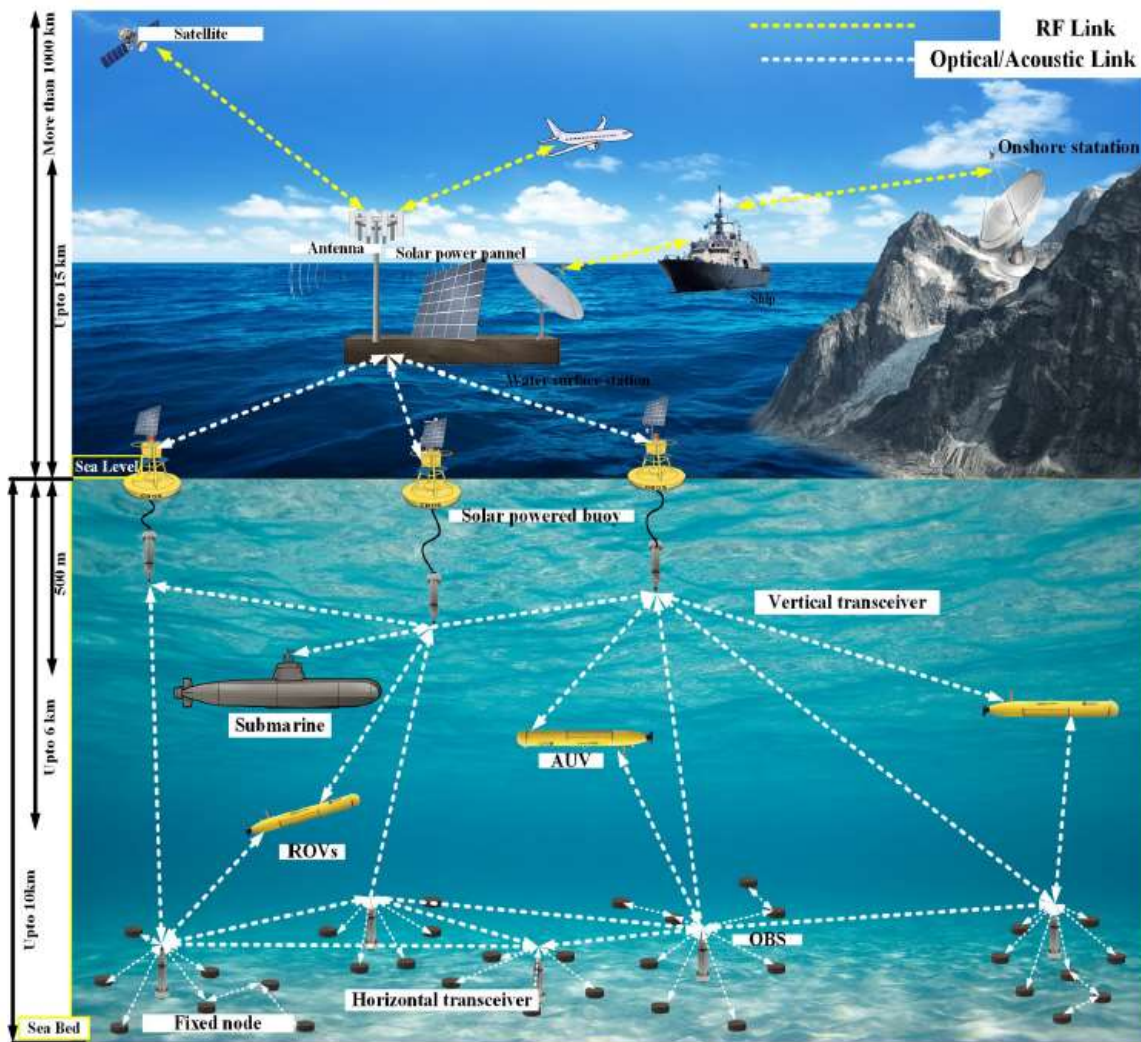 Satellite
RF Link
Optical/Acoustic Link
More than 1000 km
Onshore statation
Antenna
Solar power pannel
Upto 15 km
Ship
Water surface station
Sea Level
Solar powered buoy
500 m
Vertical transceiver
Submarine
Upto 6 km
AUV
ROVs
Upto 10km
OBS
Horizontal transceiver
Fixed node
Sea Bed